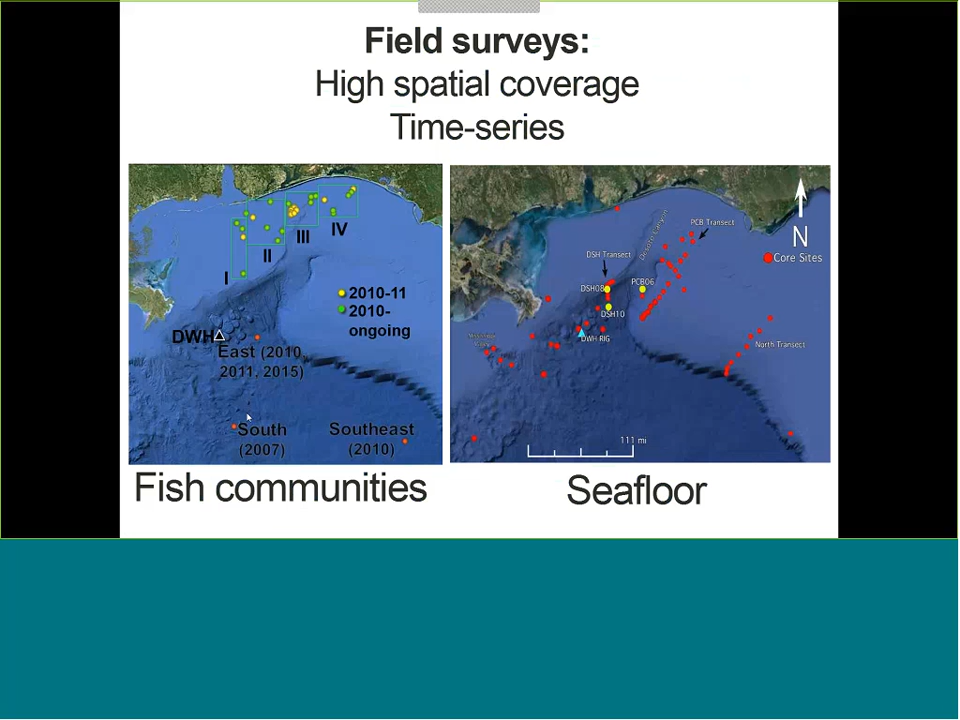 Field surveys:
High spatial coverage
Time-series
I
II
III
IV
2010-11
2010-
ongoing
DWH
East (2010,
2011, 2015)
South
(2007)
Southeast
(2010)
Fish communities
N
Core Sites
PCB Transect
Desoto Canyon
DSH Transect
DSH08
PCB06
DSH10
DWH RIG
North Transect
111 mi
Seafloor